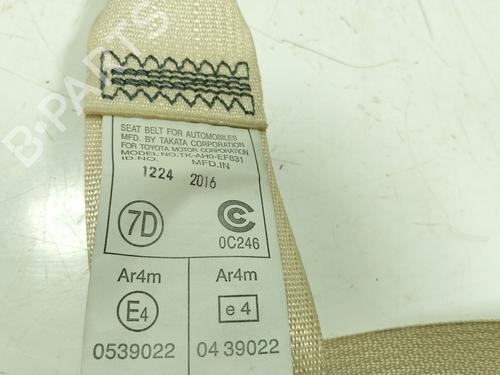 B-PARTS
SEAT BELT FOR AUTOMOBILES
MFD. BY TAKATA CORPORATION
FOR TOYOTA MOTOR CORPORATION
MODEL NO.TK-AH0-EF631
ID.NO. MFD.IN
1224 2016
7D
CCC
0C246
Ar4m Ar4m
E4 e 4
0539022 04 39022